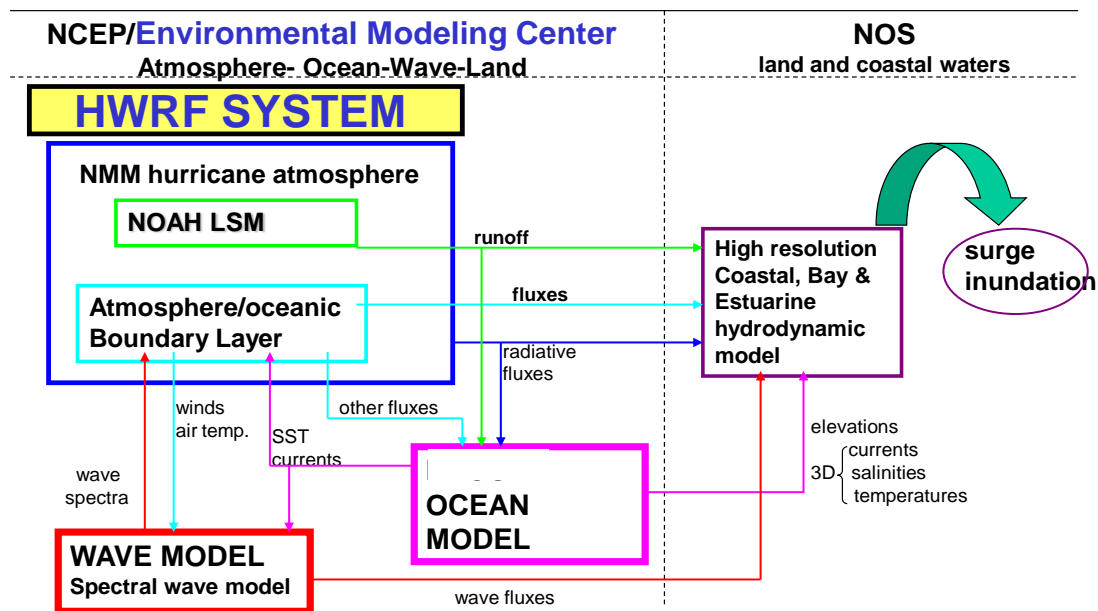 NCEP/Environmental Modeling Center
Atmosphere- Ocean-Wave-Land
NOS
land and coastal waters
HWRF SYSTEM
NMM hurricane atmosphere
NOAH LSM
runoff
High resolution
Coastal, Bay &
Estuarine
hydrodynamic
model
surge
inundation
Atmosphere/oceanic
Boundary Layer
fluxes
radiative
fluxes
winds
air temp.
other fluxes
SST
currents
elevations
currents
3D
salinities
temperatures
wave
spectra
OCEAN
MODEL
WAVE MODEL
Spectral wave model
wave fluxes